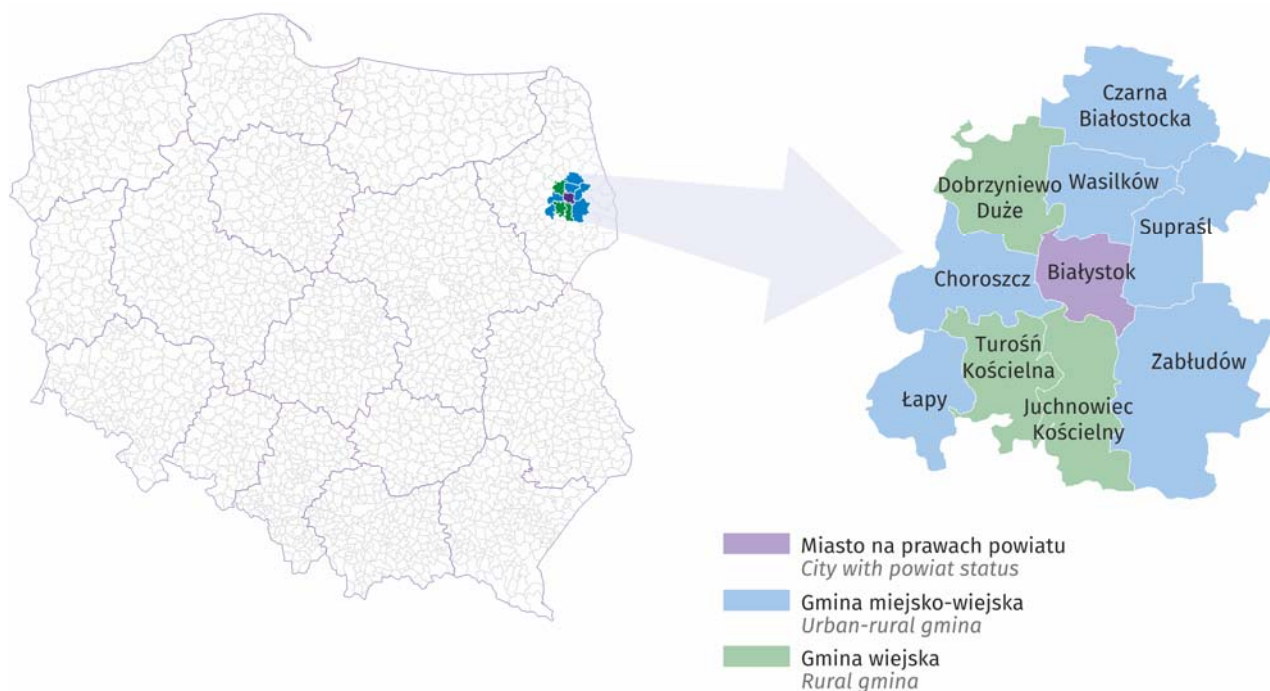 Czarna
Białostocka
Dobrzyniewo
Duże
Wasilków
Supraśl
Choroszcz
Białystok
Turośń
Kościelna
Zabłudów
Łapy
Juchnowiec
Kościelny
Miasto na prawach powiatu
City with powiat status
Gmina miejsko-wiejska
Urban-rural gmina
Gmina wiejska
Rural gmina